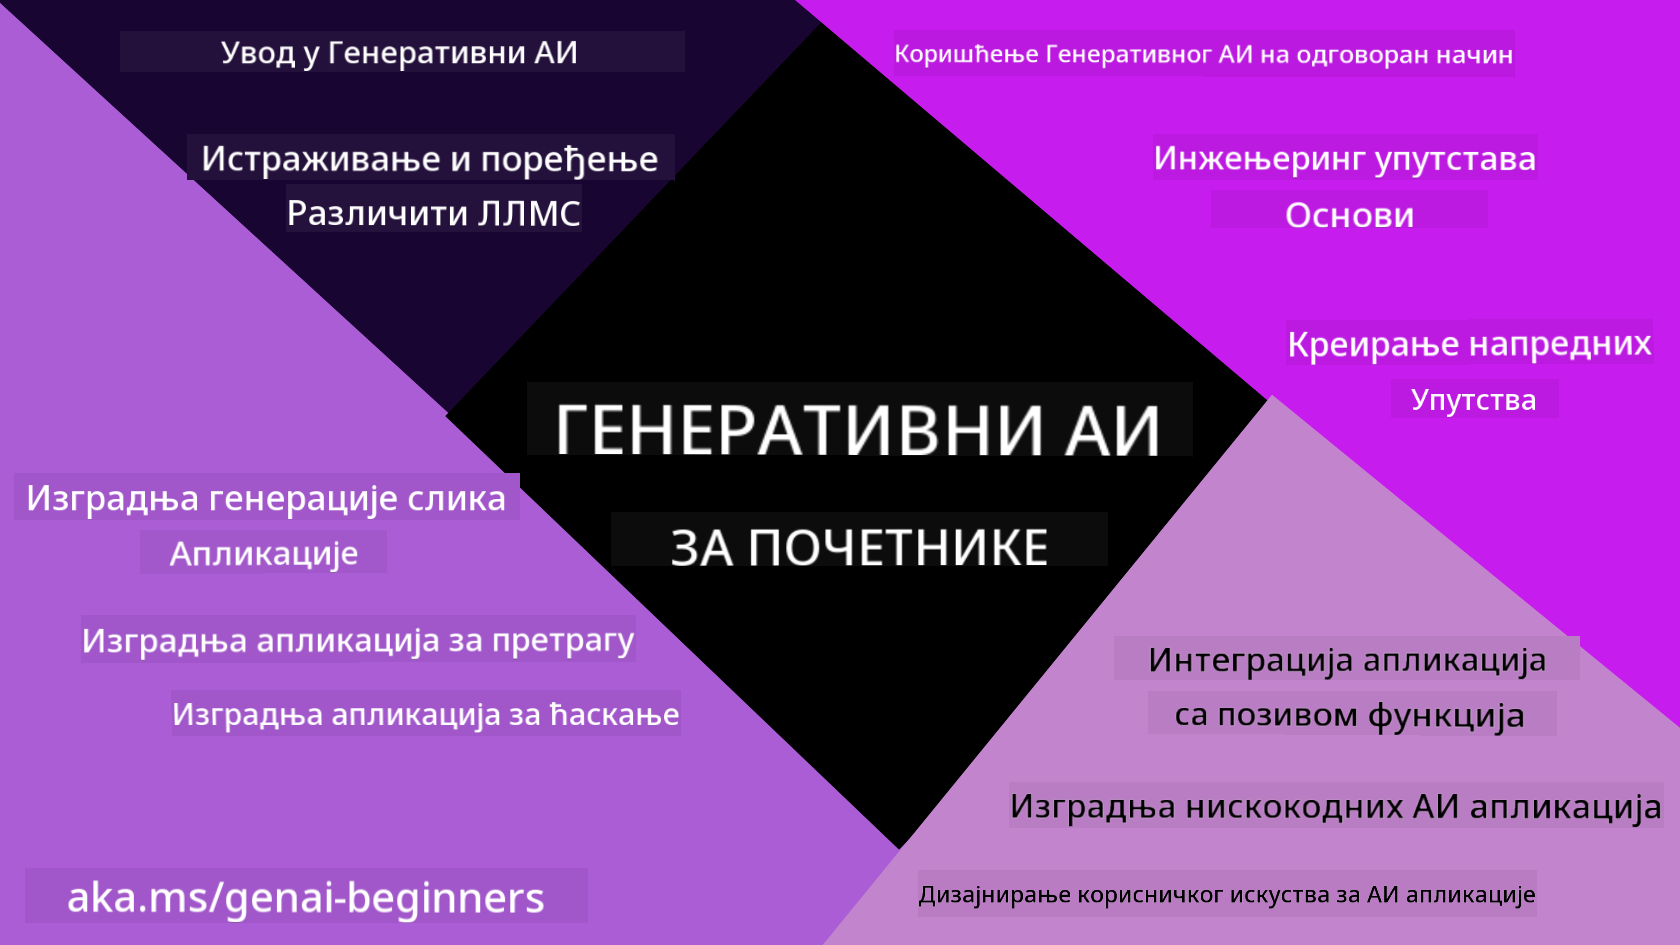 Увод у Генеративни АИ
Истраживање и поређење
Различити ЛЛМС
Коришћење Генеративног АИ на одговоран начин
Инжењеринг упутстава
Основи
Креирање напредних
Упутства
ГЕНЕРАТИВНИ АИ
ЗА ПОЧЕТНИКЕ
Изградња генерације слика
Апликације
Изградња апликација за претрагу
Изградња апликација за ћаскање
Интеграција апликација
са позивом функција
Изградња нискокодних АИ апликација
Дизајнирање корисничког искуства за АИ апликације
aka.ms/genai-beginners